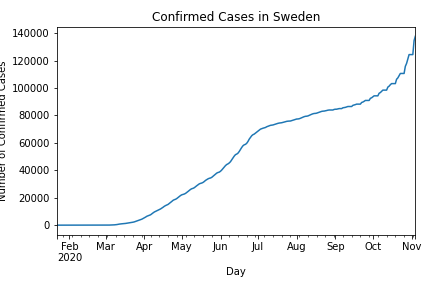 Confirmed Cases in Sweden
Number of Confirmed Cases
140000
120000
100000
80000
60000
40000
20000
0
Feb Mar Apr May Jun Jul Aug Sep Oct Nov
2020
Day